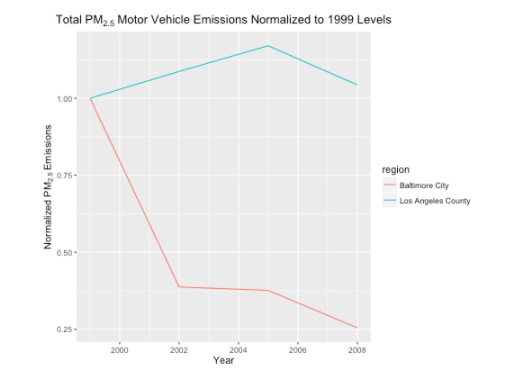 Total PM2.5 Motor Vehicle Emissions Normalized to 1999 Levels
Normalized PM2.5 Emissions
1.00
0.75
0.50
0.25
2000 2002 2004 2006 2008
Year
region
Baltimore City
Los Angeles County